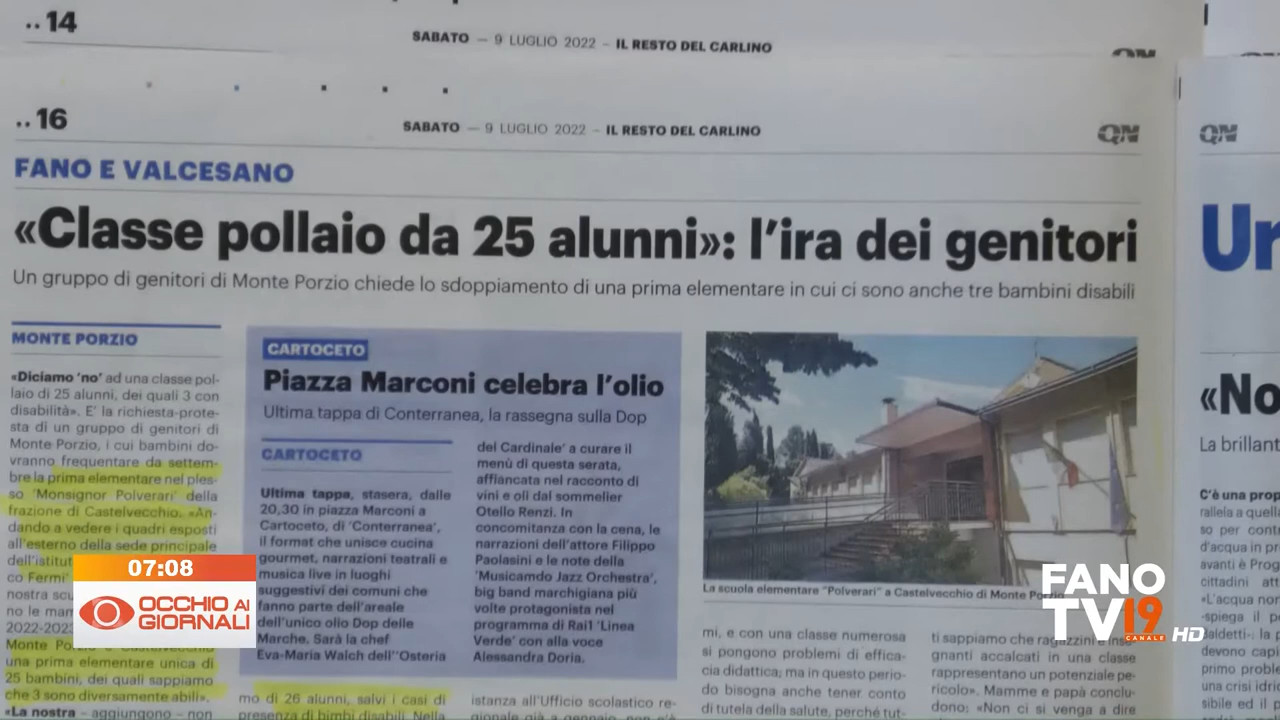 ..14
SABATO — 9 LUGLIO 2022 – IL RESTO DEL CARLINO
..16
SABATO — 9 LUGLIO 2022 – IL RESTO DEL CARLINO
QN
QN
FANO E VALCESANO
«Classe pollaio da 25 alunni»: l'ira dei genitori
Un gruppo di genitori di Monte Porzio chiede lo sdoppiamento di una prima elementare in cui ci sono anche tre bambini disabili
MONTE PORZIO
«Diciamo 'no' ad una classe pol-
laio di 25 alunni, dei quali 3 con
disabilità». E' la richiesta-prote-
sta di un gruppo di genitori di
Monte Porzio, i cui bambini do-
vranno frequentare da settem-
bre la prima elementare nel ples-
so 'Monsignor Polverari' della
frazione di Castelvecchio. «An-
dando a vedere i quadri esposti
all'esterno della sede principale
dell'istitut
co Fermi'
nostra scu
no le mam
2022-2023
una prima elementare unica di
25 bambini, dei quali sappiamo
che 3 sono diversamente abili».
«La nostra – aggiungono – non
CARTOCETO
Piazza Marconi celebra l'olio
Ultima tappa di Conterranea, la rassegna sulla Dop
CARTOCETO
Ultima tappa, stasera, dalle
20,30 in piazza Marconi a
Cartoceto, di 'Conterranea',
il format che unisce cucina
gourmet, narrazioni teatrali e
musica live in luoghi
suggestivi dei comuni che
fanno parte dell'areale
dell'unico olio Dop delle
Marche. Sarà la chef
Eva-Maria Walch dell''Osteria
del Cardinale' a curare il
menù di questa serata,
affiancata nel racconto di
vini e oli dal sommelier
Otello Renzi. In
concomitanza con la cena, le
narrazioni dell'attore Filippo
Paolasini e le note della
'Musicamdo Jazz Orchestra',
big band marchigiana più
volte protagonista nel
programma di Rai1 'Linea
Verde' con alla voce
Alessandra Doria.
La scuola elementare "Polverari" a Castelvecchio di Monte Porzio
mo di 26 alunni, salvi i casi di
presenza di bimbi disabili. Nella
istanza all'Ufficio scolastico re-
gionale già a gennaio, non c'è
mi, e con una classe numerosa
si pongono problemi di effica-
cia didattica; ma in questo perio-
do bisogna anche tener conto
di tutela della salute, perché tut-
ti sappiamo che ragazzini e inse-
gnanti accalcati in una classe
rappresentano un potenziale pe-
ricolo». Mamme e papà conclu-
dono: «Non ci si venga a dire
Ur
«No
La brillant
C'è una prop
rallela a quella
so per cont
d'acqua in pr
avanti è Prog
cittadini att
«L'acqua non
-spiega il po
devono capi
primo proble
una crisi idri
sibile ed il p
07:08
OCCHIO AI
GIORNALI
FANO
TV19
CANALE
HD